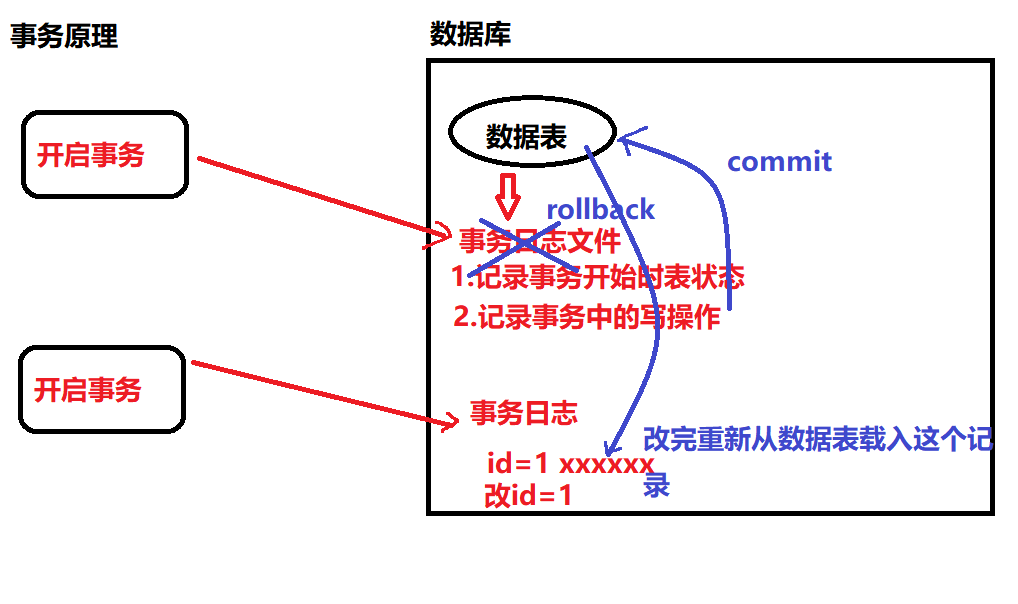 事务原理
数据库
开启事务
数据表
commit
rollback
事务日志文件
1.记录事务开始时表状态
2.记录事务中的写操作
开启事务
事务日志
改完重新从数据表载入这个记
录
id=1 xxxxxx
改id=1